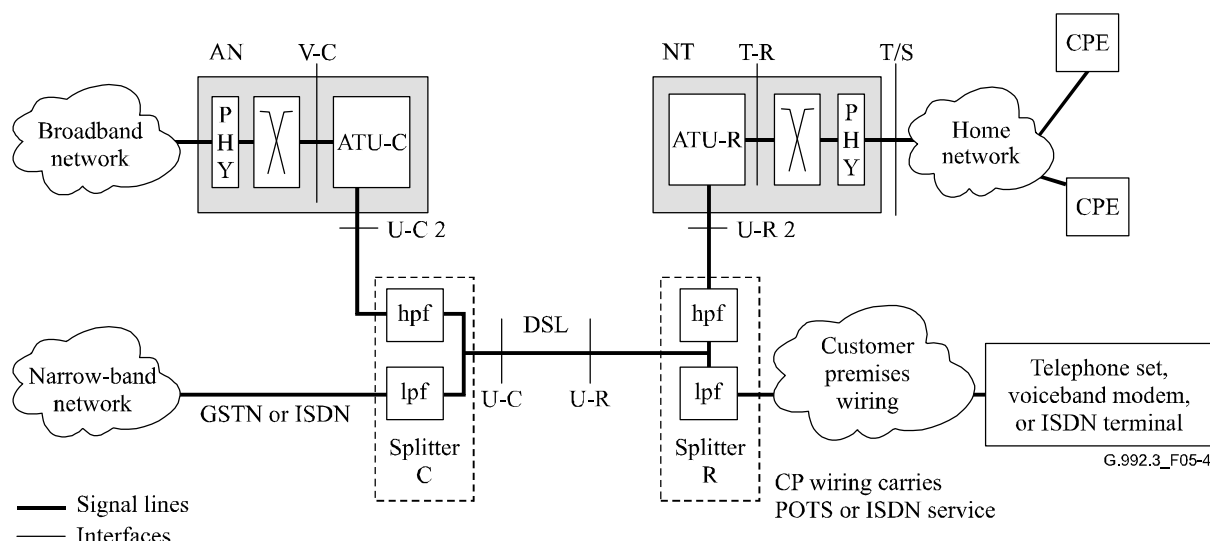 AN
V-C
NT
T-R
T/S
CPE
Broadband
network
P
H
Y
ATU-C
ATU-R
P
H
Y
Home
network
CPE
U-C 2
U-R 2
hpf
hpf
DSL
Narrow-band
network
GSTN or ISDN
lpf
U-C
U-R
lpf
Customer
premises
wiring
Telephone set,
voiceband modem,
or ISDN terminal
Splitter
C
Splitter
R
G.992.3_F05-4
CP wiring carries
POTS or ISDN service
Signal lines
Interfaces